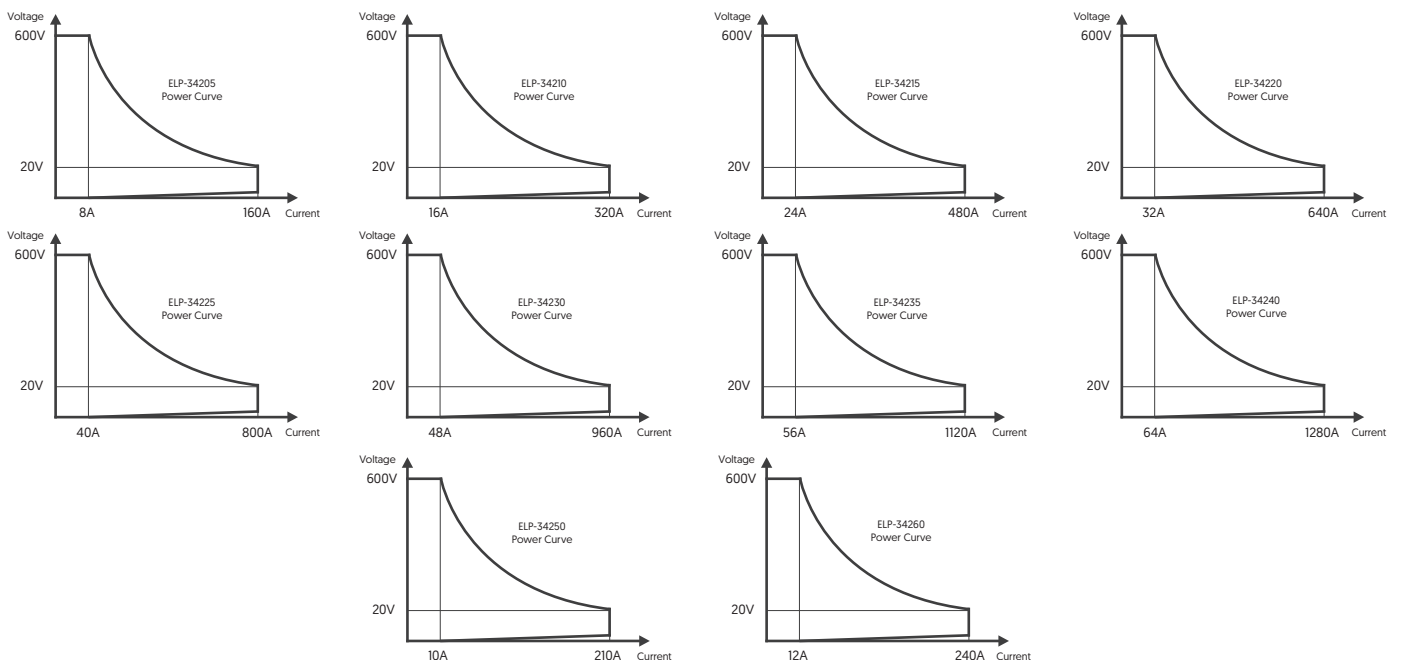 Voltage
600V
ELP-34205
Power Curve
20V
8A
160A
Current
Voltage
600V
ELP-34210
Power Curve
20V
16A
320A
Current
Voltage
600V
ELP-34215
Power Curve
20V
24A
480A
Current
Voltage
600V
ELP-34220
Power Curve
20V
32A
640A
Current
Voltage
600V
ELP-34225
Power Curve
20V
40A
800A
Current
Voltage
600V
ELP-34230
Power Curve
20V
48A
960A
Current
Voltage
600V
ELP-34235
Power Curve
20V
56A
1120A
Current
Voltage
600V
ELP-34240
Power Curve
20V
64A
1280A
Current
Voltage
600V
ELP-34250
Power Curve
20V
10A
210A
Current
Voltage
600V
ELP-34260
Power Curve
20V
12A
240A
Current